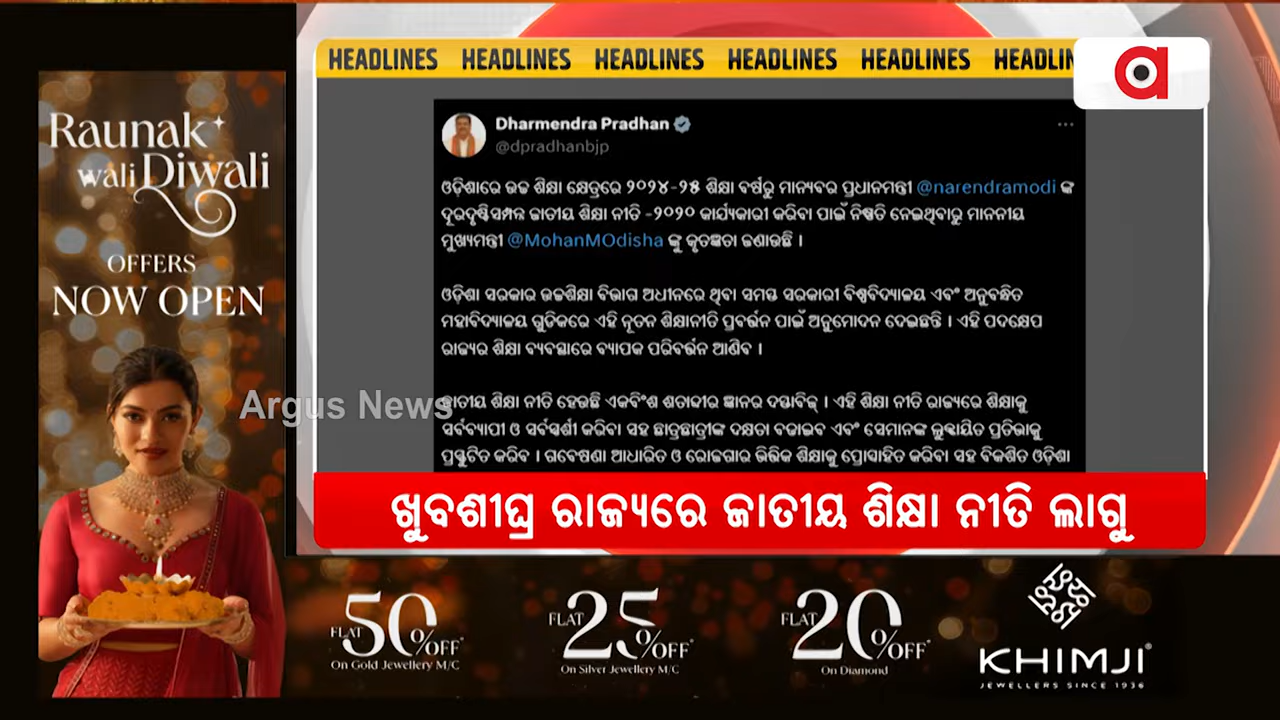 HEADLINES HEADLINES HEADLINES HEADLINES HEADLINES HEADLIN
Dharmendra Pradhan
@dpradhanbjp
ଓଡ଼ିଶାରେ ଉଚ୍ଚ ଶିକ୍ଷା କ୍ଷେତ୍ରରେ ୨୦୨୪-୨୫ ଶିକ୍ଷା ବର୍ଷରୁ ମାନ୍ୟବର ପ୍ରଧାନମନ୍ତ୍ରୀ @narendramodi ଙ୍କ
ଦୂରଦୃଷ୍ଟିସମ୍ପନ୍ନ ଜାତୀୟ ଶିକ୍ଷା ନୀତି -୨୦୨୦ କାର୍ଯ୍ୟକାରୀ କରିବା ପାଇଁ ନିଷ୍ପତି ନେଇଥିବାରୁ ମାନନୀୟ
ମୁଖ୍ୟମନ୍ତ୍ରୀ @MohanMOdisha ଙ୍କୁ କୃତଜ୍ଞତା ଜଣାଉଛି ।
ଓଡ଼ିଶା ସରକାର ଉଚ୍ଚଶିକ୍ଷା ବିଭାଗ ଅଧୀନରେ ଥିବା ସମସ୍ତ ସରକାରୀ ବିଶ୍ୱବିଦ୍ୟାଳୟ ଏବଂ ଅନୁବନ୍ଧିତ
ମହାବିଦ୍ୟାଳୟ ଗୁଡିକରେ ଏହି ନୂତନ ଶିକ୍ଷାନୀତି ପ୍ରବର୍ତ୍ତନ ପାଇଁ ଅନୁମୋଦନ ଦେଇଛନ୍ତି । ଏହି ପଦକ୍ଷେପ
ରାଜ୍ୟର ଶିକ୍ଷା ବ୍ୟବସ୍ଥାରେ ବ୍ୟାପକ ପରିବର୍ତ୍ତନ ଆଣିବ ।
ଜାତୀୟ ଶିକ୍ଷା ନୀତି ହେଉଛି ଏକବିଂଶ ଶତାବ୍ଦୀର ଜ୍ଞାନର ଦସ୍ତାବିଜ୍ । ଏହି ଶିକ୍ଷା ନୀତି ରାଜ୍ୟରେ ଶିକ୍ଷାକୁ
ସର୍ବବ୍ୟାପୀ ଓ ସର୍ବସ୍ପର୍ଶୀ କରିବା ସହ ଛାତ୍ରଛାତ୍ରୀଙ୍କ ଦକ୍ଷତା ବଢାଇବ ଏବଂ ସେମାନଙ୍କ ଲୁକ୍କାୟିତ ପ୍ରତିଭାକୁ
ପ୍ରସ୍ଫୁଟିତ କରିବ । ଗବେଷଣା ଆଧାରିତ ଓ ରୋଜଗାର ଭିତ୍ତିକ ଶିକ୍ଷାକୁ ପ୍ରୋତ୍ସାହିତ କରିବା ସହ ବିକଶିତ ଓଡ଼ିଶା
ଖୁବଶୀଘ୍ର ରାଜ୍ୟରେ ଜାତୀୟ ଶିକ୍ଷା ନୀତି ଲାଗୁ
Argus News
Raunak
wali Diwali
OFFERS
NOW OPEN
FLAT 50%OFF*
On Gold Jewellery M/C
FLAT 25%OFF*
On Silver Jewellery M/C
FLAT 20%OFF*
On Diamond
KHIMJI®
JEWELLERS SINCE 1936